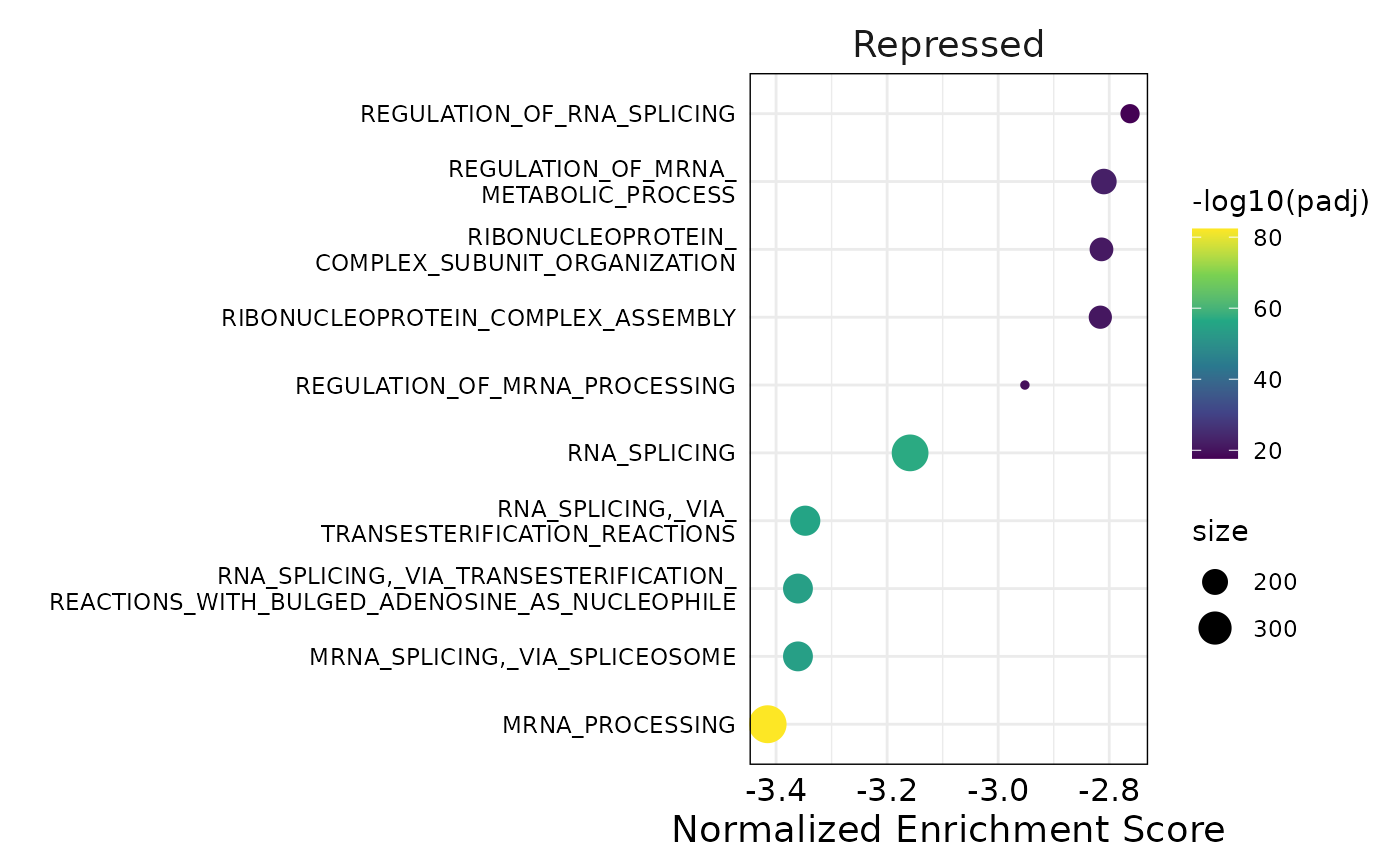 Repressed
REGULATION_OF_RNA_SPLICING
REGULATION_OF_MRNA_
METABOLIC_PROCESS
RIBONUCLEOPROTEIN_
COMPLEX_SUBUNIT_ORGANIZATION
RIBONUCLEOPROTEIN_COMPLEX_ASSEMBLY
REGULATION_OF_MRNA_PROCESSING
RNA_SPLICING
RNA_SPLICING,_VIA_
TRANSESTERIFICATION_REACTIONS
RNA_SPLICING,_VIA_TRANSESTERIFICATION_
REACTIONS_WITH_BULGED_ADENOSINE_AS_NUCLEOPHILE
MRNA_SPLICING,_VIA_SPLICEOSOME
MRNA_PROCESSING
-3.4 -3.2 -3.0 -2.8
Normalized Enrichment Score
-log10(padj)
80
60
40
20
size
200
300